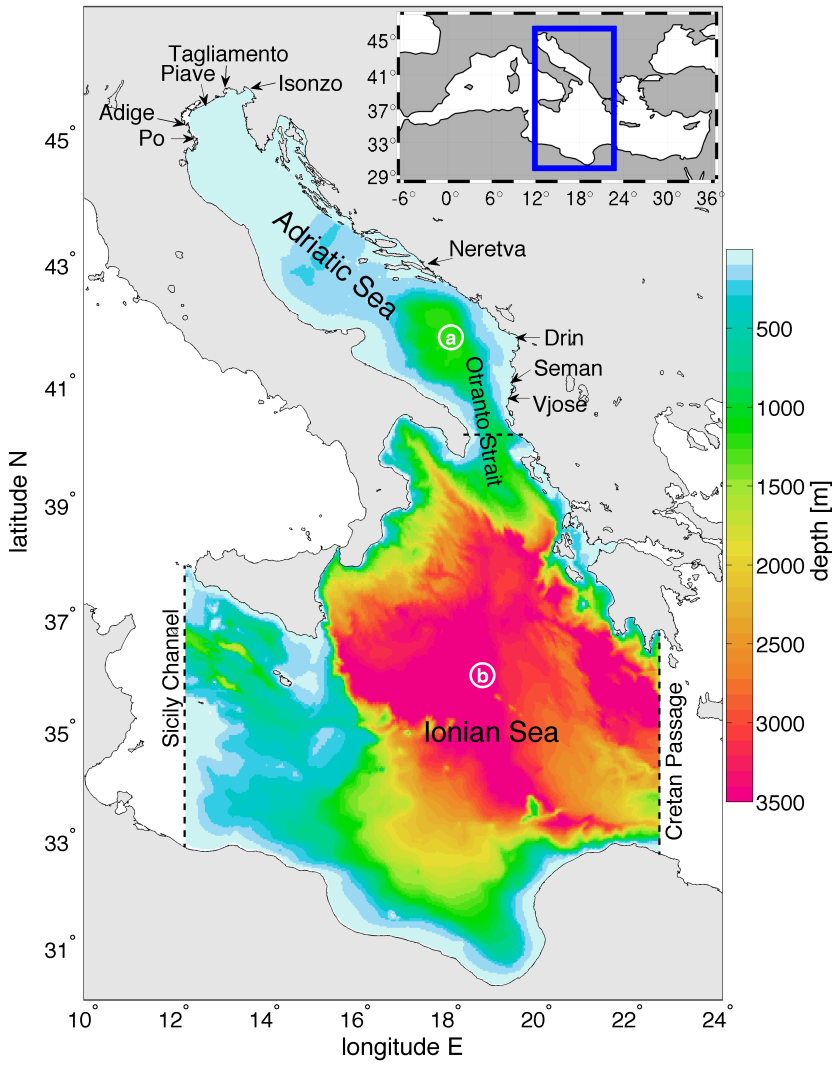 Tagliamento
Piave
Isonzo
Adige
Po
45°
41°
37°
33°
29°
-6°
0°
6°
12°
18°
24°
30°
36°
Adriatic Sea
Neretva
a
Drin
Otranto Strait
Seman
Vjose
Sicily Channel
b
Ionian Sea
Cretan Passage
45°
43°
41°
39°
37°
35°
33°
31°
latitude N
10°
12°
14°
16°
18°
20°
22°
24°
longitude E
500
1000
1500
2000
2500
3000
3500
depth [m]